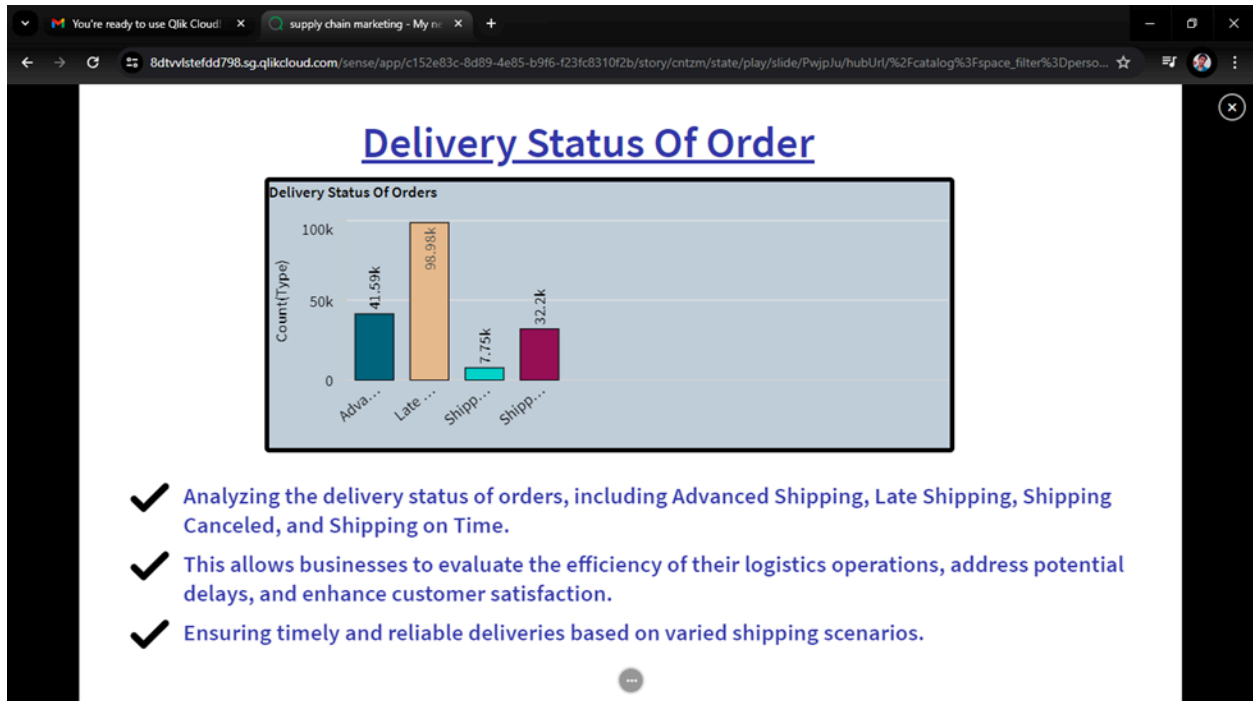 You're ready to use Qlik Cloud!
supply chain marketing - My ne
8dtvvlstefdd798.sg.qlikcloud.com/sense/app/c152e83c-8d89-4e85-b9f6-f23fc8310f2b/story/cntzm/state/play/slide/PwjpJu/hubUrl/%2Fcatalog%3Fspace_filter%3Dperso...
Delivery Status Of Order
Delivery Status Of Orders
Count(Type)
100k
50k
0
41.59k
98.98k
7.75k
32.2k
Adva...
Late ...
Shipp...
Shipp...
Analyzing the delivery status of orders, including Advanced Shipping, Late Shipping, Shipping
Canceled, and Shipping on Time.
This allows businesses to evaluate the efficiency of their logistics operations, address potential
delays, and enhance customer satisfaction.
Ensuring timely and reliable deliveries based on varied shipping scenarios.